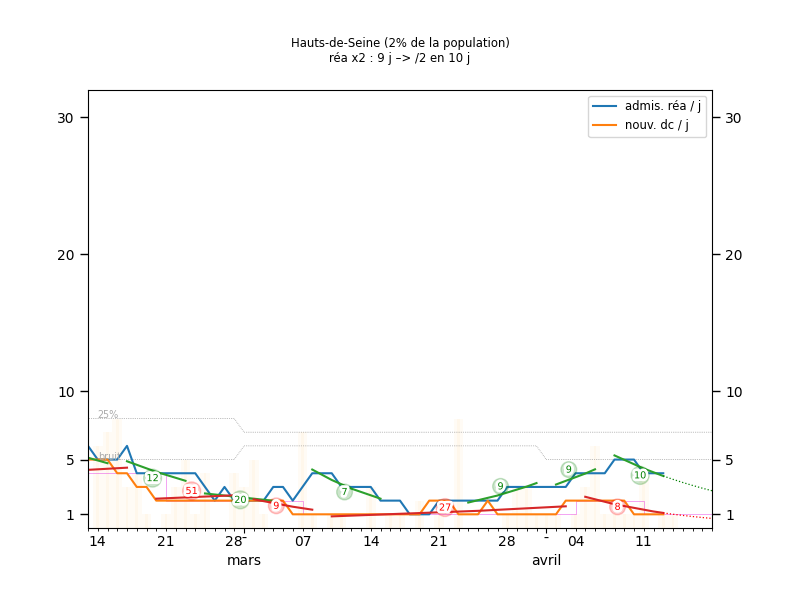 Hauts-de-Seine (2% de la population)
réa x2 : 9 j –> /2 en 10 j
admis. réa / j
nouv. dc / j
30 30
20 20
10 10
25%
bruit
5 5
12 51 20 9 7 27 9 9 8 10
1 1
14 21 28 - 07 14 21 28 - 04 11
mars avril